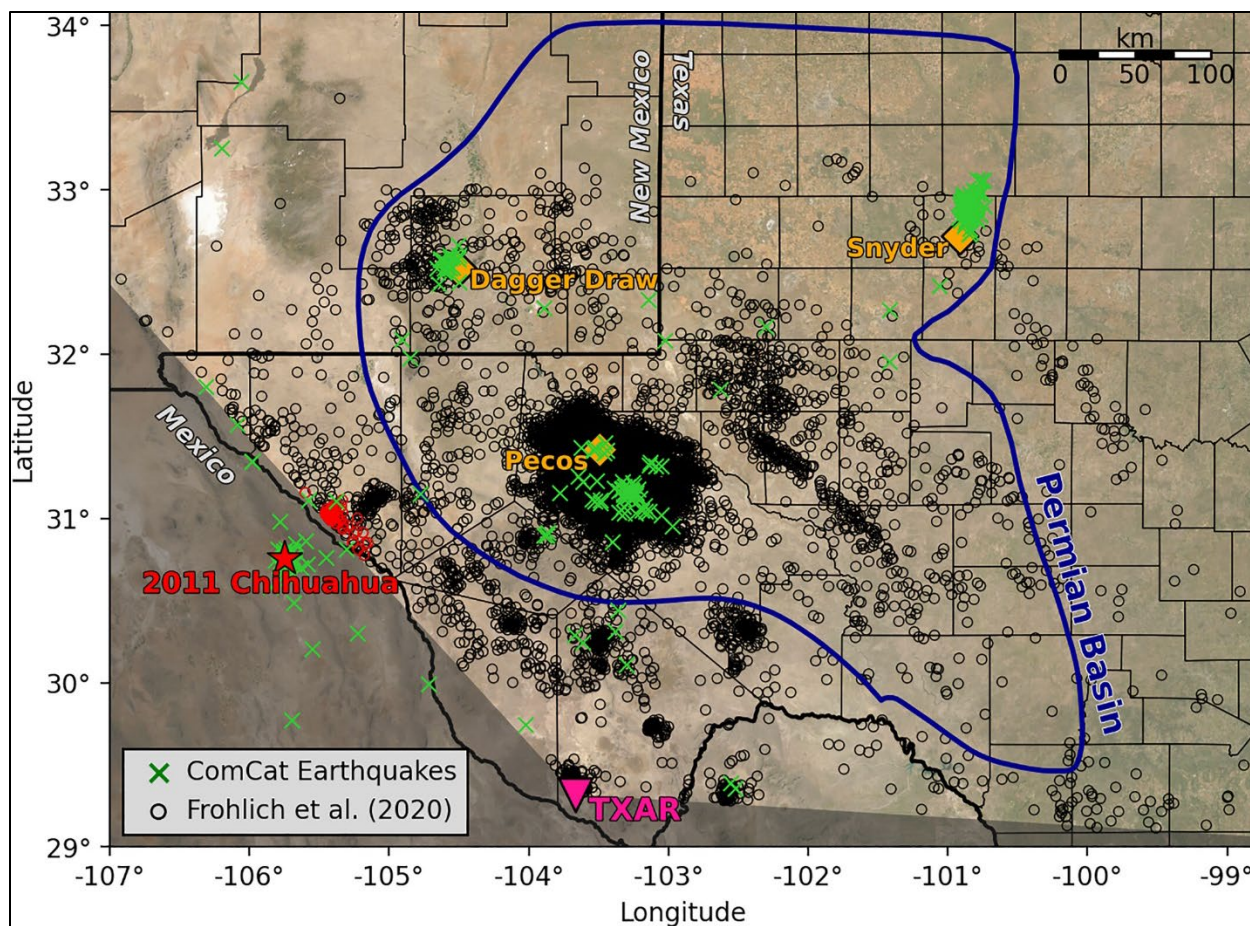 34°
33°
32°
31°
30°
29°
Latitude
-107°
-106°
-105°
-104°
-103°
-102°
-101°
-100°
-99°
Longitude
km
0 50 100
New Mexico
Texas
Snyder
Dagger Draw
Pecos
Mexico
2011 Chihuahua
Permian Basin
TXAR
ComCat Earthquakes
Frohlich et al. (2020)